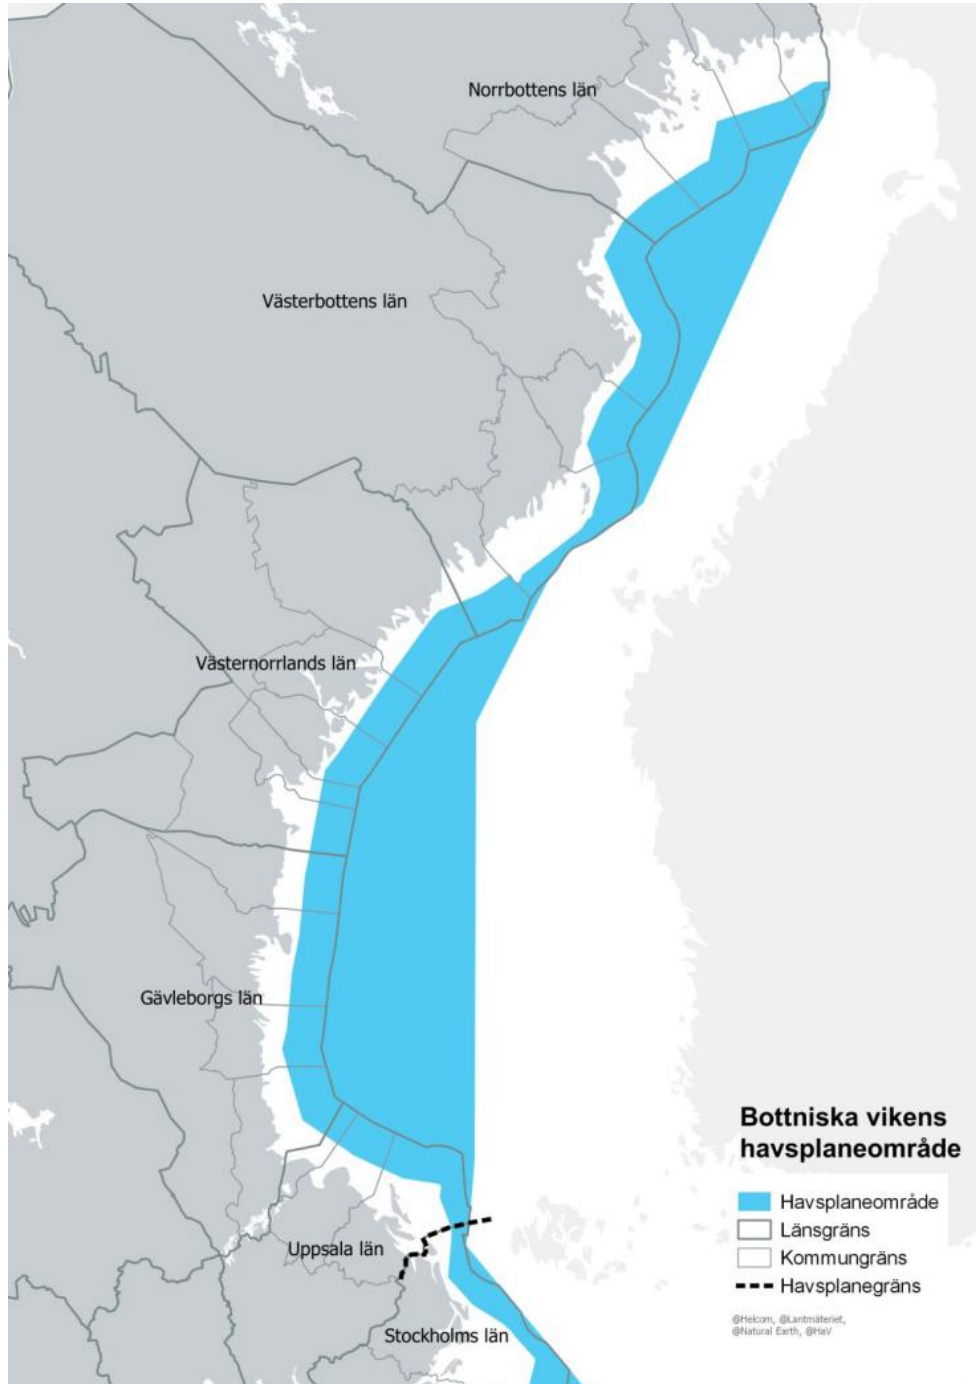 Norrbottens län
Västerbottens län
Västernorrlands län
Gävleborgs län
Uppsala län
Stockholms län
Bottniska vikens
havsplaneområde
Havsplaneområde
Länsgräns
Kommungräns
Havsplanegräns
@Helcom, @Lantmäteriet,
@Natural Earth, @HaV